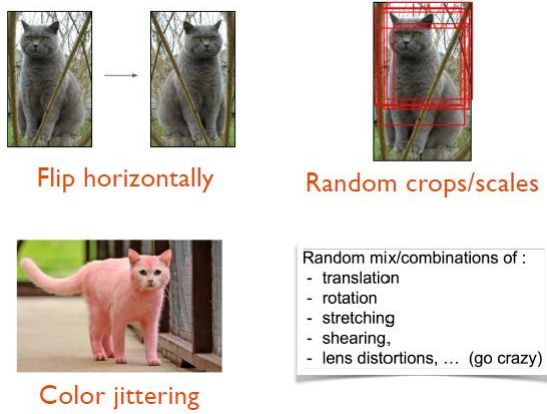 Flip horizontally
Random crops/scales
Color jittering
Random mix/combinations of :
- translation
- rotation
- stretching
- shearing,
- lens distortions, … (go crazy)